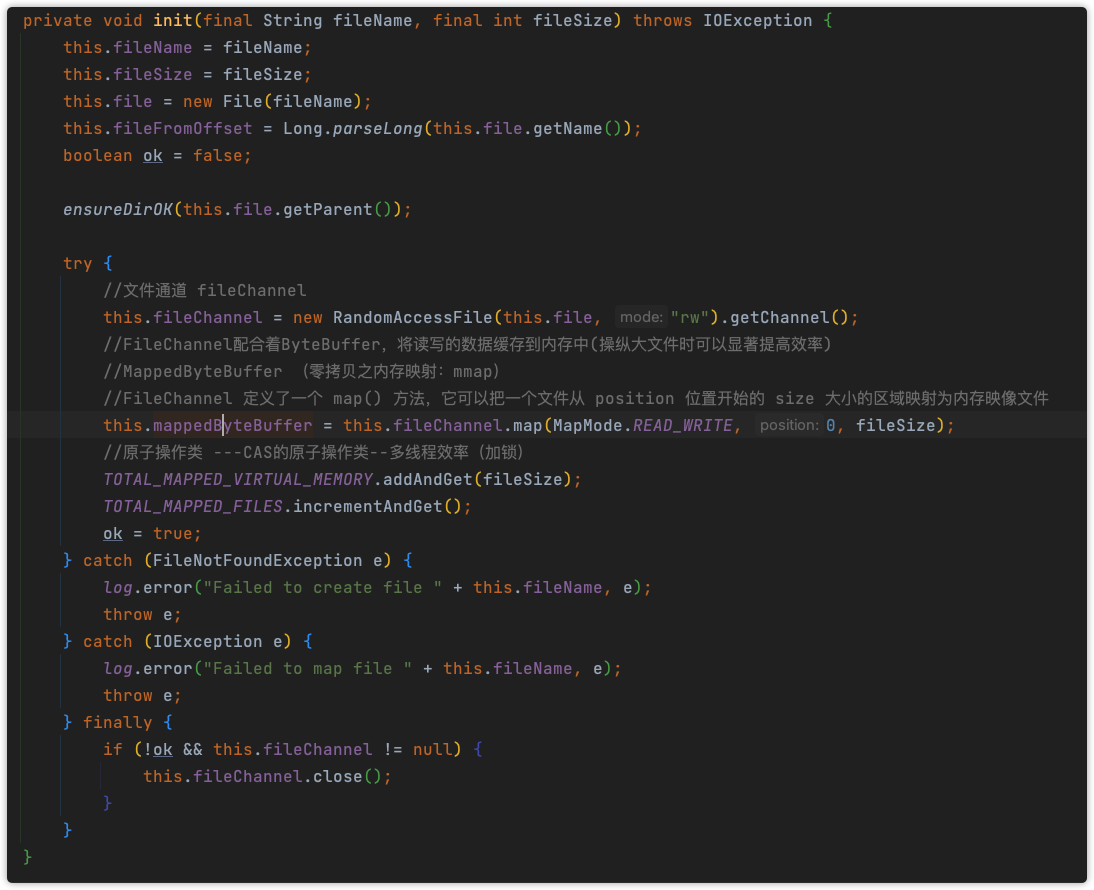 private void init(final String fileName, final int fileSize) throws IOException {
    this.fileName = fileName;
    this.fileSize = fileSize;
    this.file = new File(fileName);
    this.fileFromOffset = Long.parseLong(this.file.getName());
    boolean ok = false;

    ensureDirOK(this.file.getParent());

    try {
        //文件通道 fileChannel
        this.fileChannel = new RandomAccessFile(this.file, mode: "rw").getChannel();
        //FileChannel配合着ByteBuffer，将读写的数据缓存到内存中(操纵大文件时可以显著提高效率)
        //MappedByteBuffer （零拷贝之内存映射：mmap）
        //FileChannel 定义了一个 map() 方法，它可以把一个文件从 position 位置开始的 size 大小的区域映射为内存映像文件
        this.mappedByteBuffer = this.fileChannel.map(MapMode.READ_WRITE, position: 0, fileSize);
        //原子操作类 ---CAS的原子操作类--多线程效率（加锁）
        TOTAL_MAPPED_VIRTUAL_MEMORY.addAndGet(fileSize);
        TOTAL_MAPPED_FILES.incrementAndGet();
        ok = true;
    } catch (FileNotFoundException e) {
        log.error("Failed to create file " + this.fileName, e);
        throw e;
    } catch (IOException e) {
        log.error("Failed to map file " + this.fileName, e);
        throw e;
    } finally {
        if (!ok && this.fileChannel != null) {
            this.fileChannel.close();
        }
    }
}